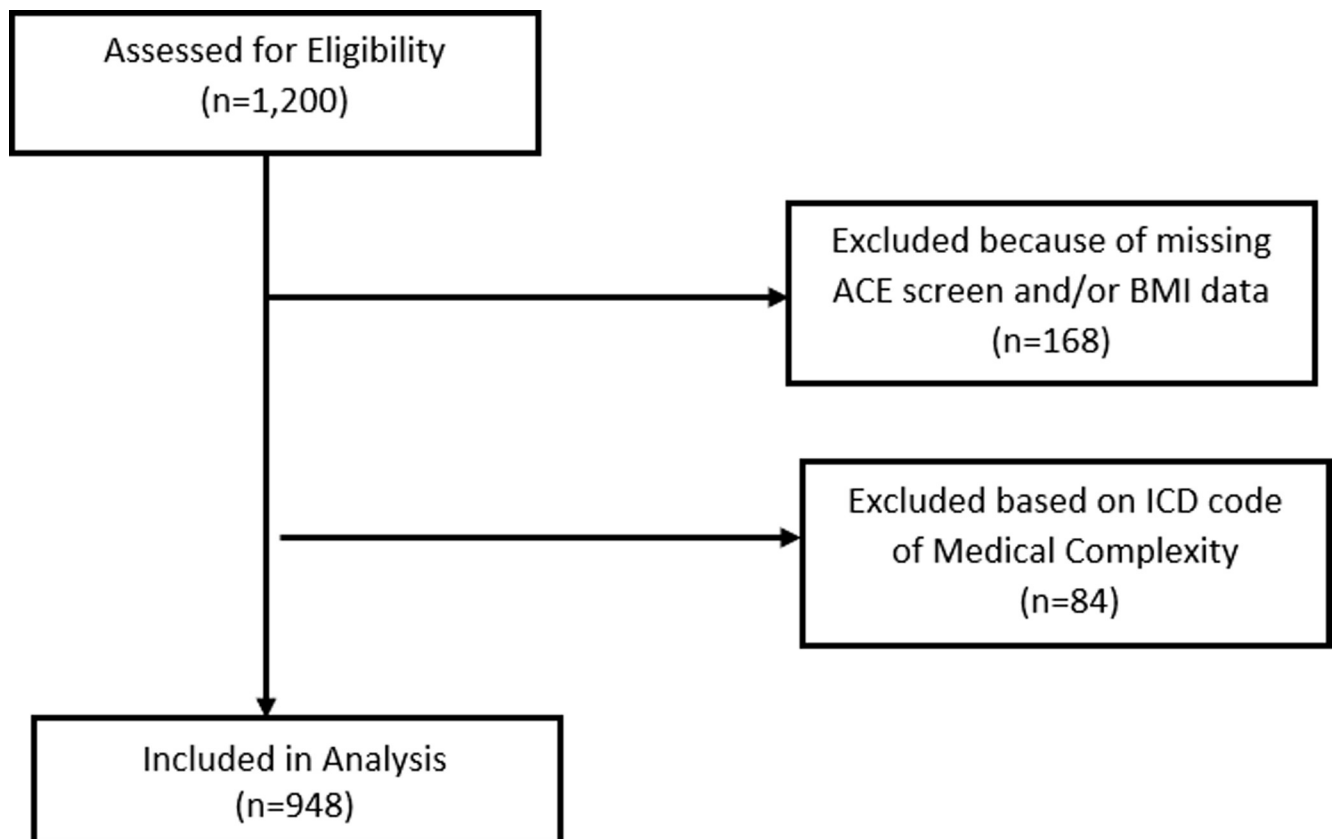 Assessed for Eligibility
(n=1,200)
Excluded because of missing
ACE screen and/or BMI data
(n=168)
Excluded based on ICD code
of Medical Complexity
(n=84)
Included in Analysis
(n=948)